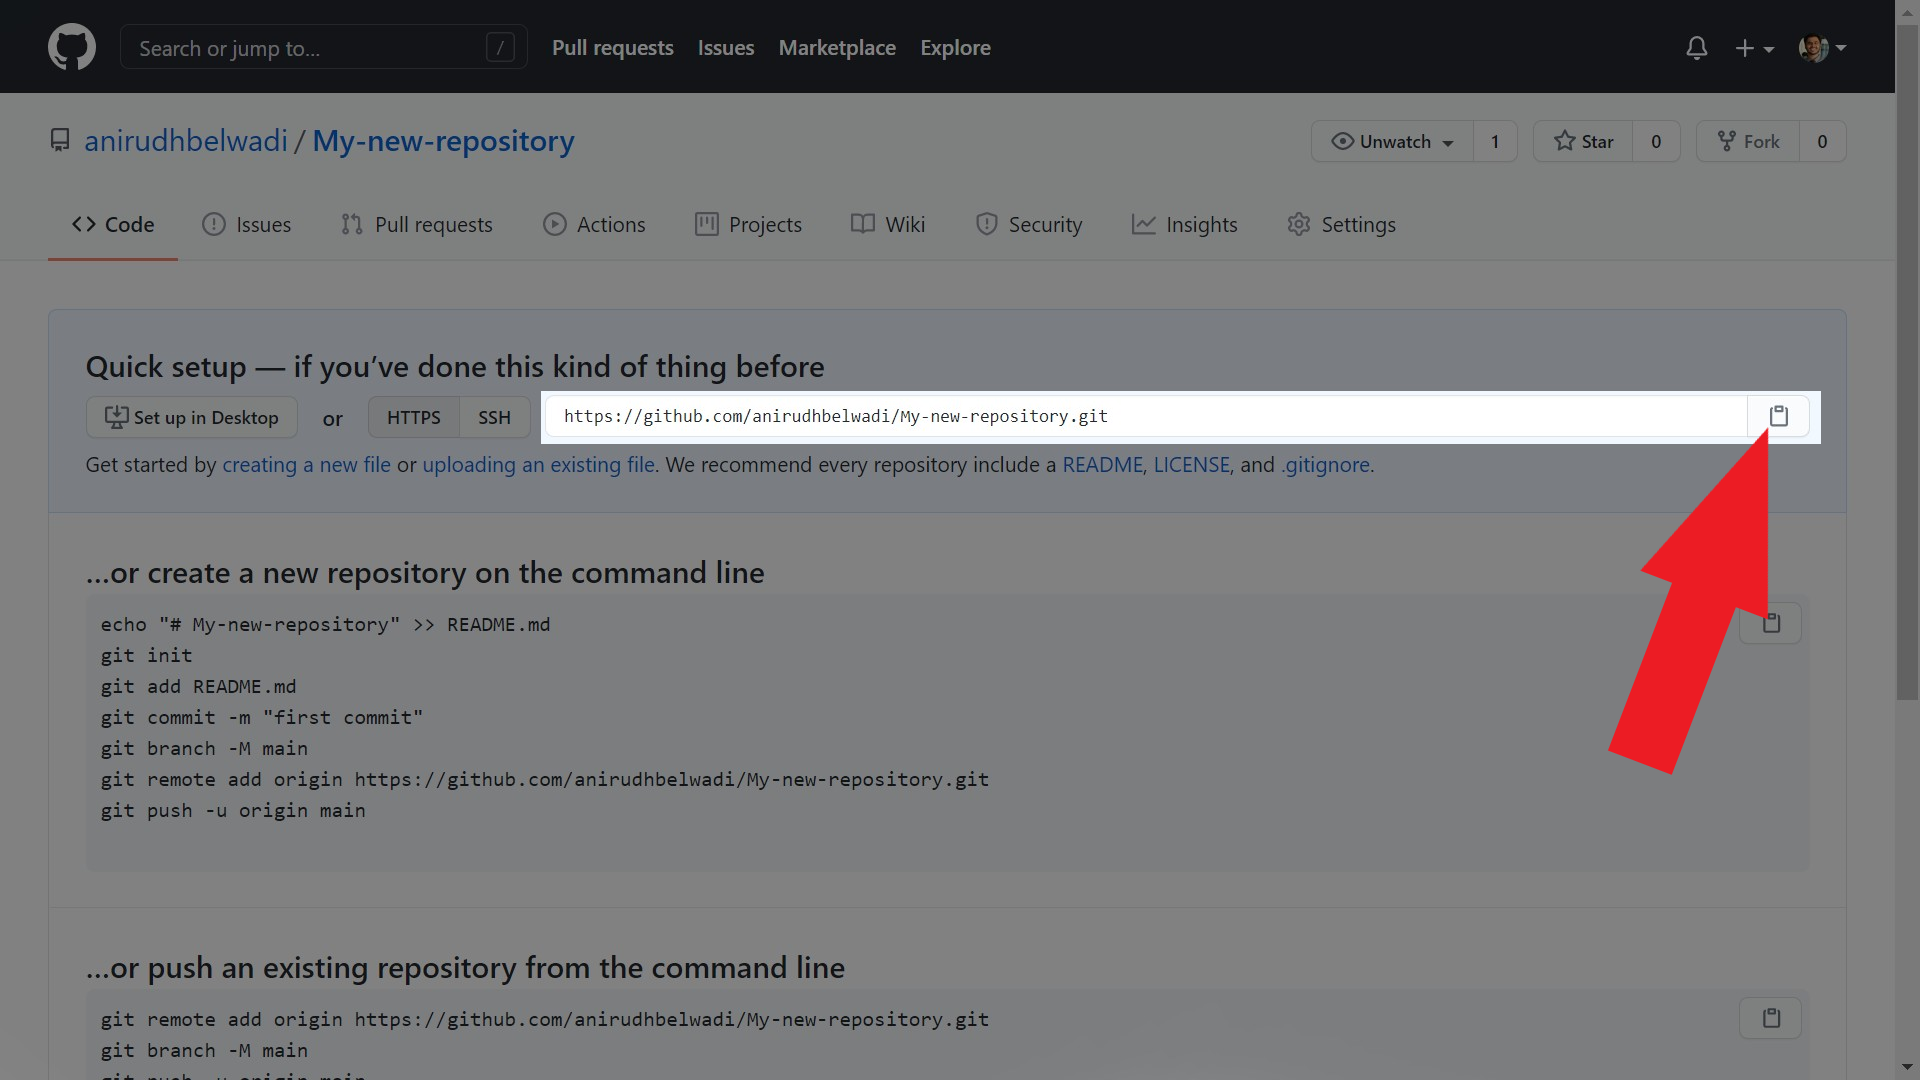 Search or jump to... / Pull requests Issues Marketplace Explore
anirudhbelwadi / My-new-repository Unwatch 1 Star 0 Fork 0
Code Issues Pull requests Actions Projects Wiki Security Insights Settings
Quick setup — if you’ve done this kind of thing before
Set up in Desktop or HTTPS SSH https://github.com/anirudhbelwadi/My-new-repository.git
Get started by creating a new file or uploading an existing file. We recommend every repository include a README, LICENSE, and .gitignore.
…or create a new repository on the command line
echo "# My-new-repository" >> README.md
git init
git add README.md
git commit -m "first commit"
git branch -M main
git remote add origin https://github.com/anirudhbelwadi/My-new-repository.git
git push -u origin main
…or push an existing repository from the command line
git remote add origin https://github.com/anirudhbelwadi/My-new-repository.git
git branch -M main
git push -u origin main